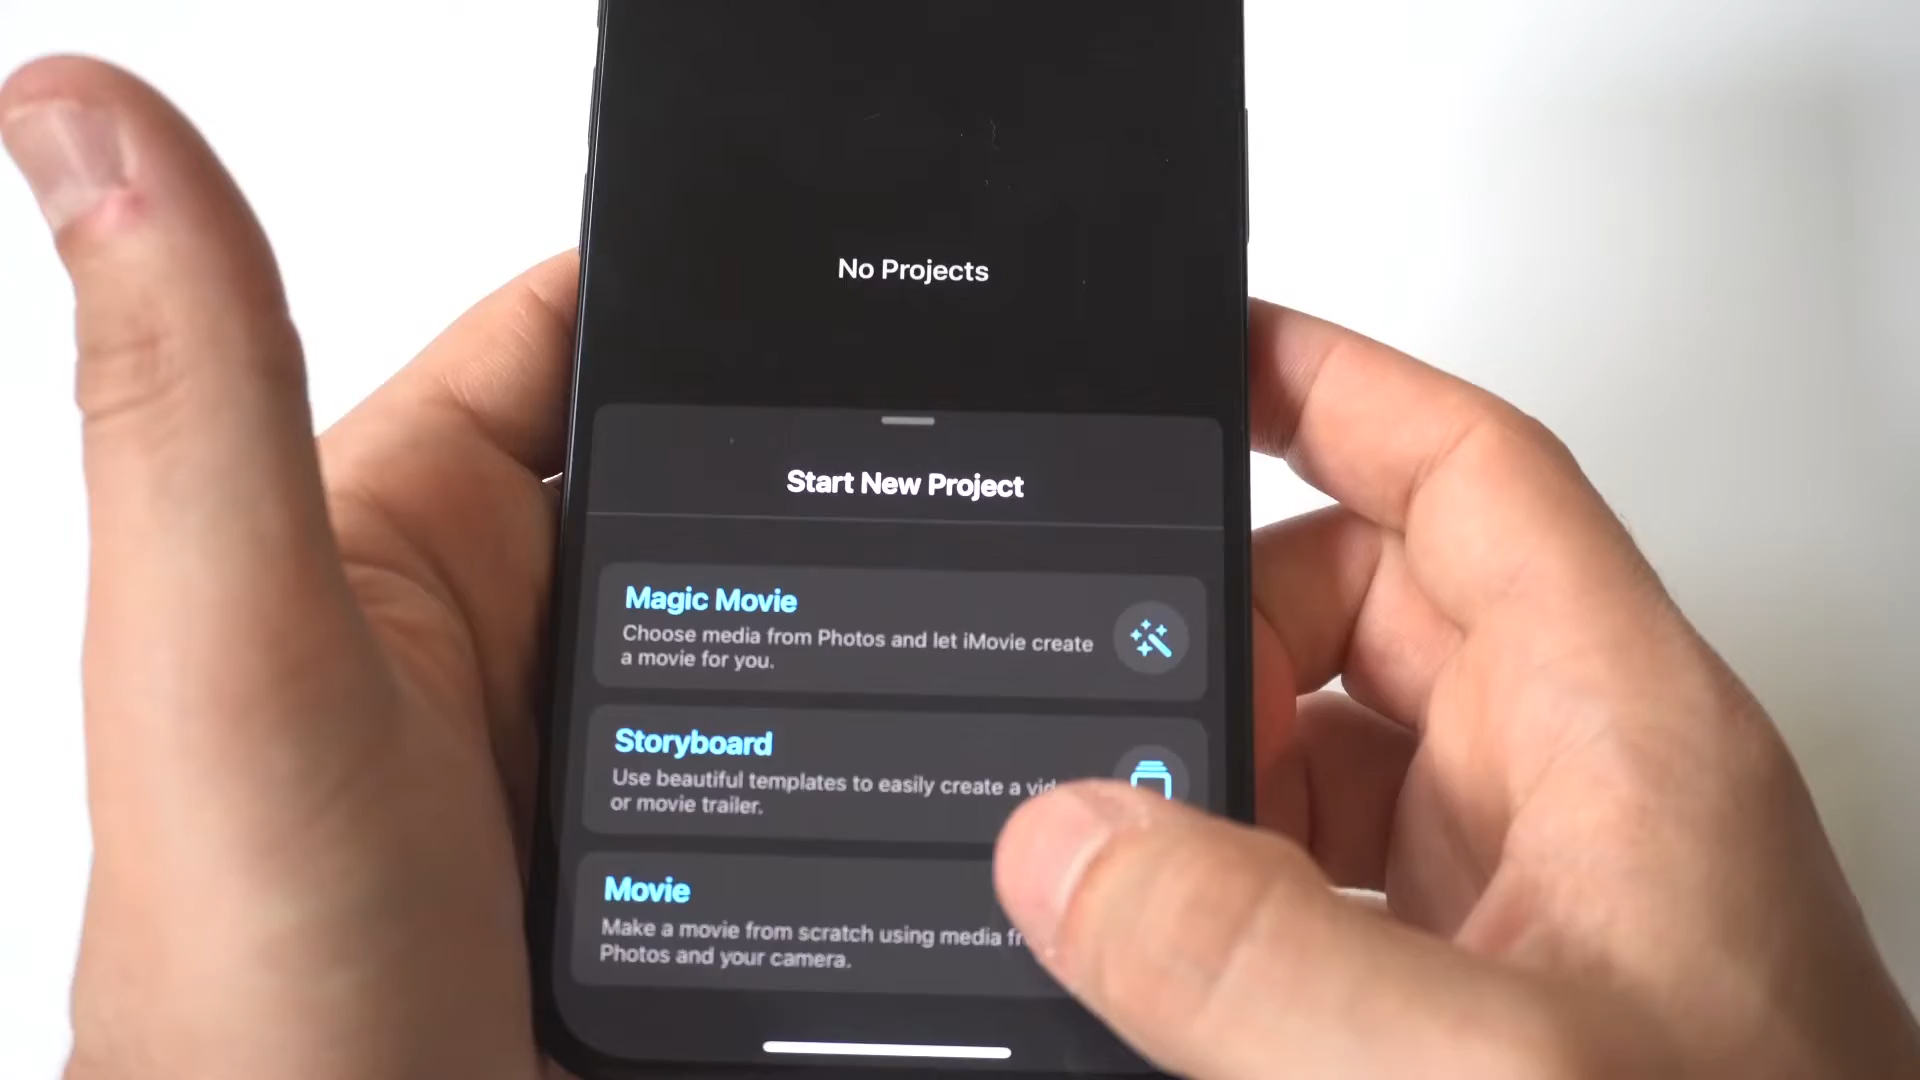 No Projects
Start New Project
Magic Movie
Choose media from Photos and let iMovie create
a movie for you.
Storyboard
Use beautiful templates to easily create a
or movie trailer.
Movie
Make a movie from scratch using media
Photos and your camera.